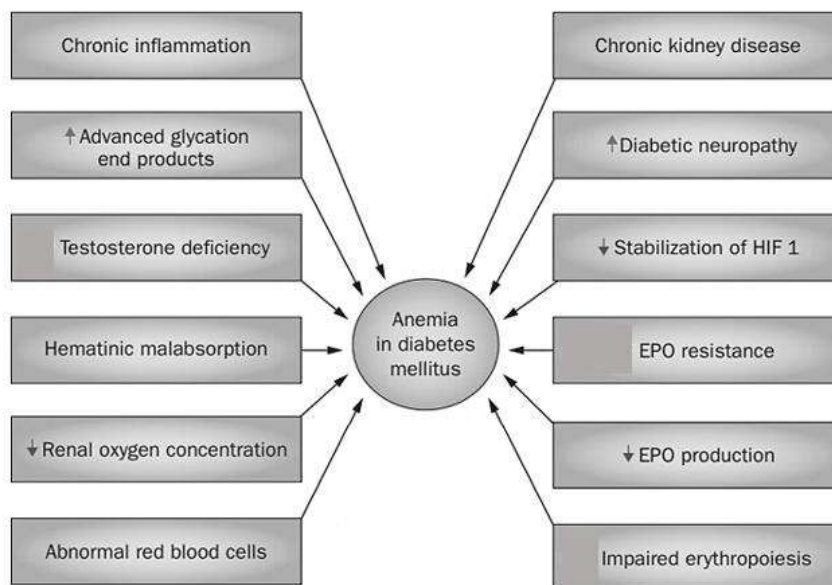 Chronic inflammation
↑Advanced glycation
end products
Testosterone deficiency
Hematinic malabsorption
↓Renal oxygen concentration
Abnormal red blood cells
Anemia
in diabetes
mellitus
Chronic kidney disease
↑Diabetic neuropathy
↓Stabilization of HIF 1
EPO resistance
↓EPO production
Impaired erythropoiesis